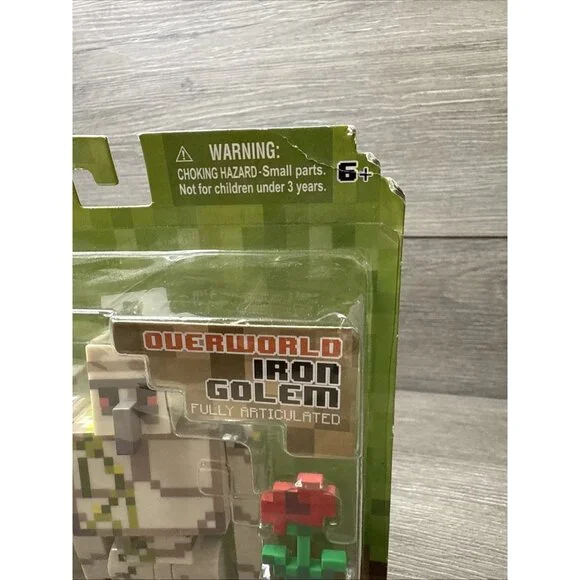 WARNING:
CHOKING HAZARD-Small parts.
Not for children under 3 years.
6+
OVERWORLD
IRON
GOLEM
FULLY ARTICULATED